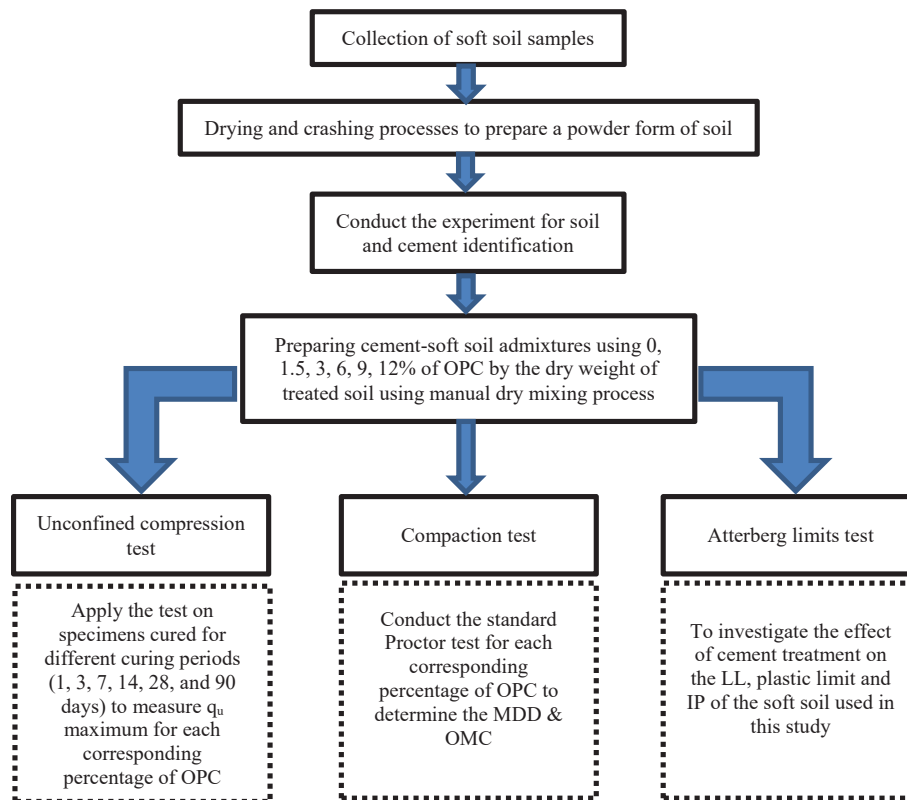 Collection of soft soil samples
Drying and crashing processes to prepare a powder form of soil
Conduct the experiment for soil
and cement identification
Preparing cement-soft soil admixtures using 0,
1.5, 3, 6, 9, 12% of OPC by the dry weight of
treated soil using manual dry mixing process
Unconfined compression
test
Apply the test on
specimens cured for
different curing periods
(1, 3, 7, 14, 28, and 90
days) to measure qu
maximum for each
corresponding
percentage of OPC
Compaction test
Conduct the standard
Proctor test for each
corresponding
percentage of OPC to
determine the MDD &
OMC
Atterberg limits test
To investigate the effect
of cement treatment on
the LL, plastic limit and
IP of the soft soil used in
this study